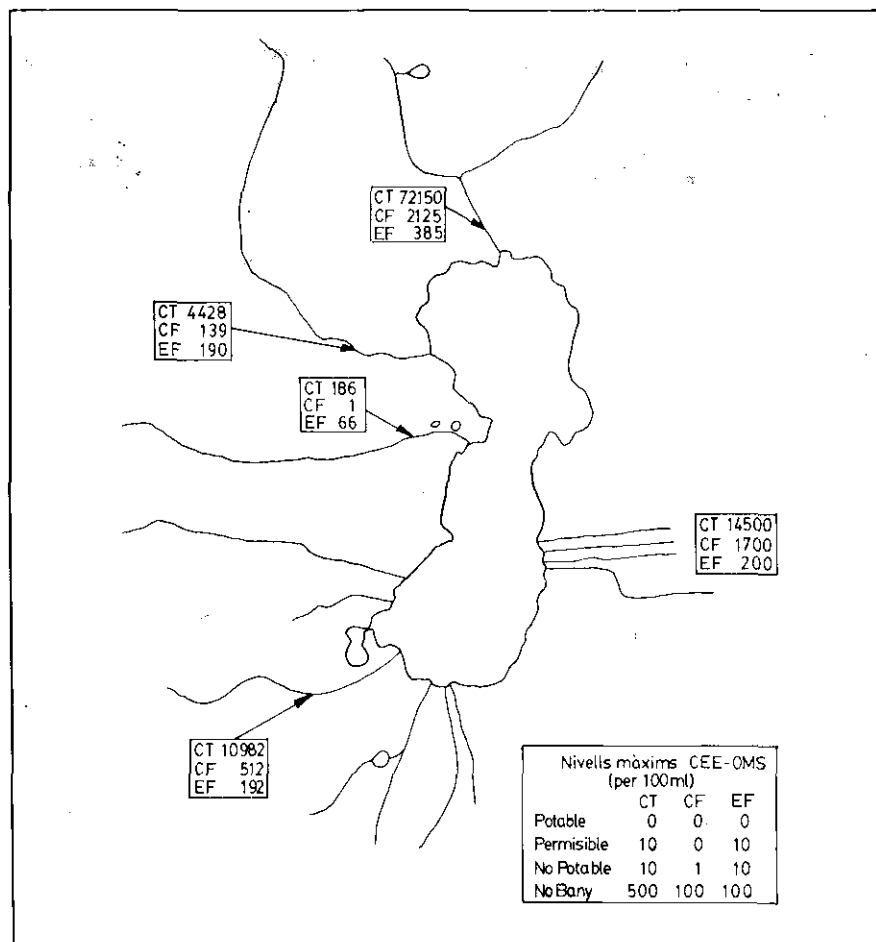 CT 72150
CF 2125
EF 385
CT 4428
CF 139
EF 190
CT 186
CF 1
EF 66
CT 14500
CF 1700
EF 200
CT 10982
CF 512
EF 192
Nivells màxims CEE-OMS
(per 100ml)
CT CF EF
Potable 0 0 0
Permisible 10 0 10
No Potable 10 1 10
No Bany 500 100 100